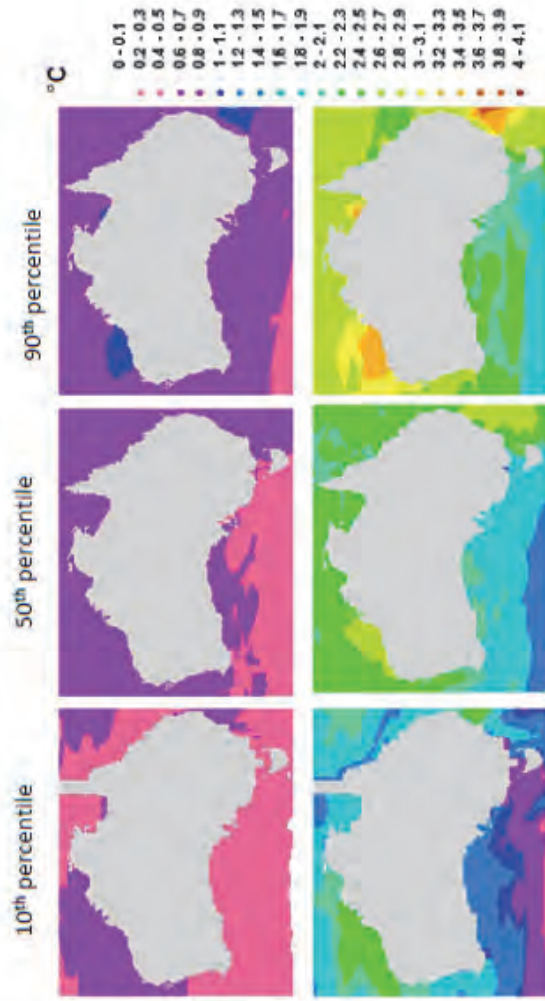 10th percentile
50th percentile
90th percentile
°C
0 - 0.1
0.2 - 0.3
0.4 - 0.5
0.6 - 0.7
0.8 - 0.9
1 - 1.1
1.2 - 1.3
1.4 - 1.5
1.6 - 1.7
1.8 - 1.9
2 - 2.1
2.2 - 2.3
2.4 - 2.5
2.6 - 2.7
2.8 - 2.9
3 - 3.1
3.2 - 3.3
3.4 - 3.5
3.6 - 3.7
3.8 - 3.9
4 - 4.1